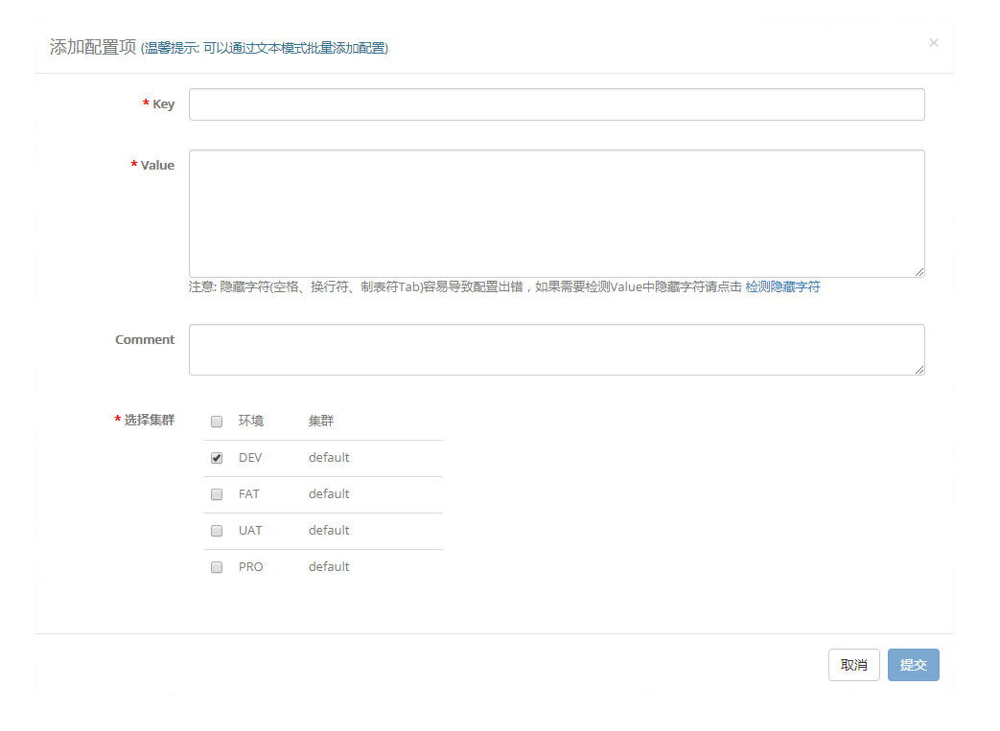 添加配置项 (温馨提示: 可以通过文本模式批量添加配置) ×
* Key
* Value
注意: 隐藏字符(空格、换行符、制表符Tab)容易导致配置出错，如果需要检测Value中隐藏字符请点击 检测隐藏字符
Comment
* 选择集群 环境 集群
DEV default
FAT default
UAT default
PRO default
取消 提交